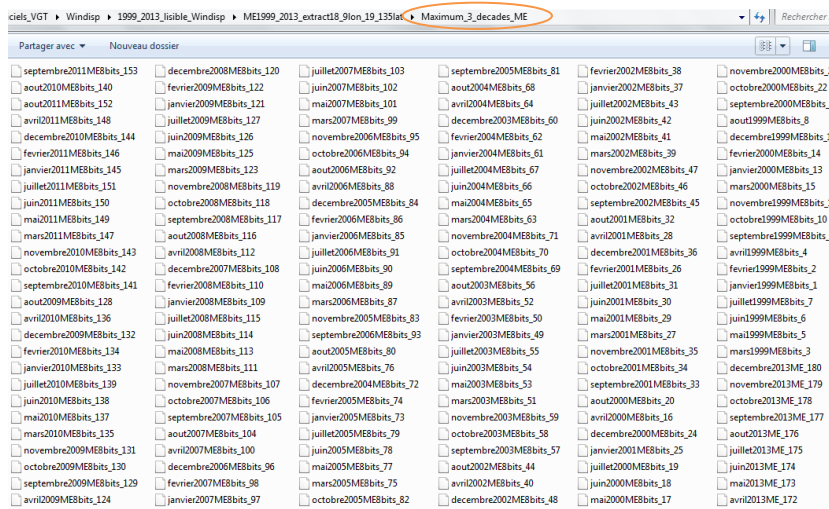 ciels_VGT ▸ Windisp ▸ 1999_2013_lisible_Windisp ▸ ME1999_2013_extract18_9lon_19_135lat ▸ Maximum_3_decades_ME
Rechercher
Partager avec Nouveau dossier
septembre2011ME8bits_153
aout2010ME8bits_140
aout2011ME8bits_152
avril2011ME8bits_148
decembre2010ME8bits_144
fevrier2011ME8bits_146
janvier2011ME8bits_145
juillet2011ME8bits_151
juin2011ME8bits_150
mai2011ME8bits_149
mars2011ME8bits_147
novembre2010ME8bits_143
octobre2010ME8bits_142
septembre2010ME8bits_141
aout2009ME8bits_128
avril2010ME8bits_136
decembre2009ME8bits_132
fevrier2010ME8bits_134
janvier2010ME8bits_133
juillet2010ME8bits_139
juin2010ME8bits_138
mai2010ME8bits_137
mars2010ME8bits_135
novembre2009ME8bits_131
octobre2009ME8bits_130
septembre2009ME8bits_129
avril2009ME8bits_124
decembre2008ME8bits_120
fevrier2009ME8bits_122
janvier2009ME8bits_121
juillet2009ME8bits_127
juin2009ME8bits_126
mai2009ME8bits_125
mars2009ME8bits_123
novembre2008ME8bits_119
octobre2008ME8bits_118
septembre2008ME8bits_117
aout2008ME8bits_116
avril2008ME8bits_112
decembre2007ME8bits_108
fevrier2008ME8bits_110
janvier2008ME8bits_109
juillet2008ME8bits_115
juin2008ME8bits_114
mai2008ME8bits_113
mars2008ME8bits_111
novembre2007ME8bits_107
octobre2007ME8bits_106
septembre2007ME8bits_105
aout2007ME8bits_104
avril2007ME8bits_100
decembre2006ME8bits_96
fevrier2007ME8bits_98
janvier2007ME8bits_97
juillet2007ME8bits_103
juin2007ME8bits_102
mai2007ME8bits_101
mars2007ME8bits_99
novembre2006ME8bits_95
octobre2006ME8bits_94
aout2006ME8bits_92
avril2006ME8bits_88
decembre2005ME8bits_84
fevrier2006ME8bits_86
janvier2006ME8bits_85
juillet2006ME8bits_91
juin2006ME8bits_90
mai2006ME8bits_89
mars2006ME8bits_87
novembre2005ME8bits_83
septembre2006ME8bits_93
aout2005ME8bits_80
avril2005ME8bits_76
decembre2004ME8bits_72
fevrier2005ME8bits_74
janvier2005ME8bits_73
juillet2005ME8bits_79
juin2005ME8bits_78
mai2005ME8bits_77
mars2005ME8bits_75
octobre2005ME8bits_82
septembre2005ME8bits_81
aout2004ME8bits_68
avril2004ME8bits_64
decembre2003ME8bits_60
fevrier2004ME8bits_62
janvier2004ME8bits_61
juillet2004ME8bits_67
juin2004ME8bits_66
mai2004ME8bits_65
mars2004ME8bits_63
novembre2004ME8bits_71
octobre2004ME8bits_70
septembre2004ME8bits_69
aout2003ME8bits_56
avril2003ME8bits_52
fevrier2003ME8bits_50
janvier2003ME8bits_49
juillet2003ME8bits_55
juin2003ME8bits_54
mai2003ME8bits_53
mars2003ME8bits_51
novembre2003ME8bits_59
octobre2003ME8bits_58
septembre2003ME8bits_57
aout2002ME8bits_44
avril2002ME8bits_40
decembre2002ME8bits_48
fevrier2002ME8bits_38
janvier2002ME8bits_37
juillet2002ME8bits_43
juin2002ME8bits_42
mai2002ME8bits_41
mars2002ME8bits_39
novembre2002ME8bits_47
octobre2002ME8bits_46
septembre2002ME8bits_45
aout2001ME8bits_32
avril2001ME8bits_28
decembre2001ME8bits_36
fevrier2001ME8bits_26
juillet2001ME8bits_31
juin2001ME8bits_30
mai2001ME8bits_29
mars2001ME8bits_27
novembre2001ME8bits_35
octobre2001ME8bits_34
septembre2001ME8bits_33
aout2000ME8bits_20
avril2000ME8bits_16
decembre2000ME8bits_24
janvier2001ME8bits_25
juillet2000ME8bits_19
juin2000ME8bits_18
mai2000ME8bits_17
novembre2000ME8bits_2
octobre2000ME8bits_22
septembre2000ME8bits_
aout1999ME8bits_8
decembre1999ME8bits_1
fevrier2000ME8bits_14
janvier2000ME8bits_13
mars2000ME8bits_15
novembre1999ME8bits_
octobre1999ME8bits_10
septembre1999ME8bits_
avril1999ME8bits_4
fevrier1999ME8bits_2
janvier1999ME8bits_1
juillet1999ME8bits_7
juin1999ME8bits_6
mai1999ME8bits_5
mars1999ME8bits_3
decembre2013ME_180
novembre2013ME_179
octobre2013ME_178
septembre2013ME_177
aout2013ME_176
juillet2013ME_175
juin2013ME_174
mai2013ME_173
avril2013ME_172